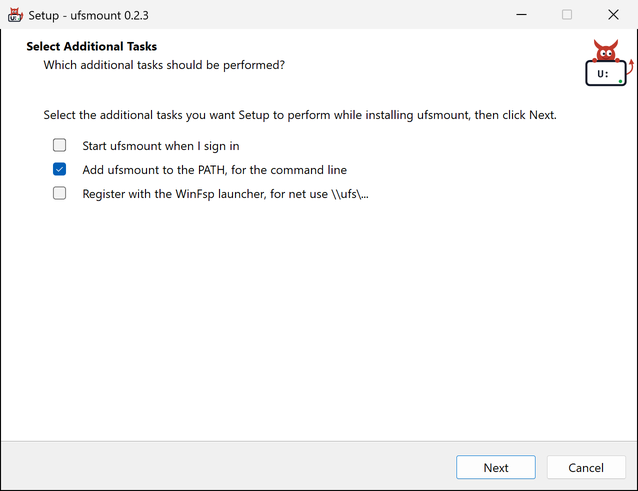 Setup - ufsmount 0.2.3
Select Additional Tasks
Which additional tasks should be performed?
U:
Select the additional tasks you want Setup to perform while installing ufsmount, then click Next.
Start ufsmount when I sign in
Add ufsmount to the PATH, for the command line
Register with the WinFsp launcher, for net use \\ufs\...
Next
Cancel